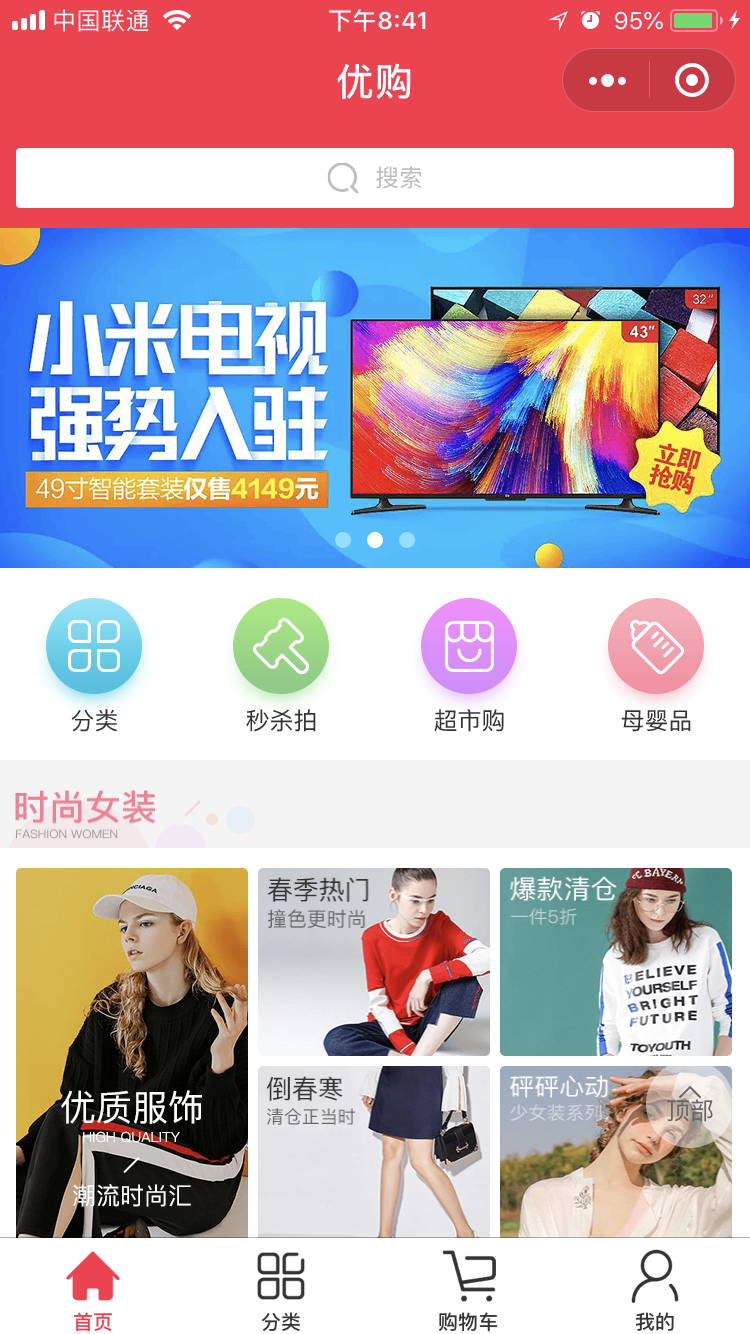 中国联通
下午8:41
95%
优购
搜索
小米电视
强势入驻
49寸智能套装仅售4149元
32"
43"
立即
抢购
分类
秒杀拍
超市购
母婴品
时尚女装
FASHION WOMEN
BALENCIAGA
优质服饰
HIGH QUALITY
潮流时尚汇
春季热门
撞色更时尚
爆款清仓
一件5折
FC BAYERN
BELIEVE
YOURSELF
BRIGHT
FUTURE
TOYOUTH
倒春寒
清仓正当时
砰砰心动
少女装系列
顶部
首页
分类
购物车
我的